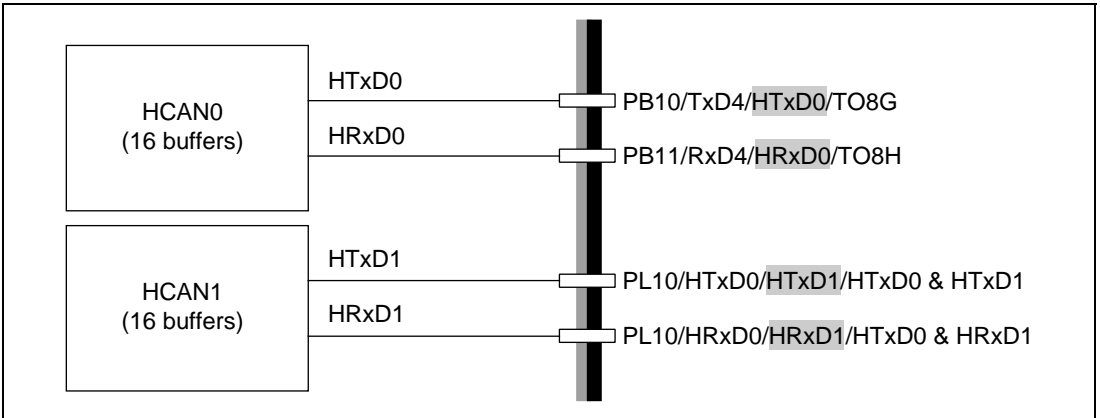 HCAN0
(16 buffers)
HTxD0
HRxD0
PB10/TxD4/HTxD0/TO8G
PB11/RxD4/HRxD0/TO8H
HCAN1
(16 buffers)
HTxD1
HRxD1
PL10/HTxD0/HTxD1/HTxD0 & HTxD1
PL10/HRxD0/HRxD1/HTxD0 & HRxD1